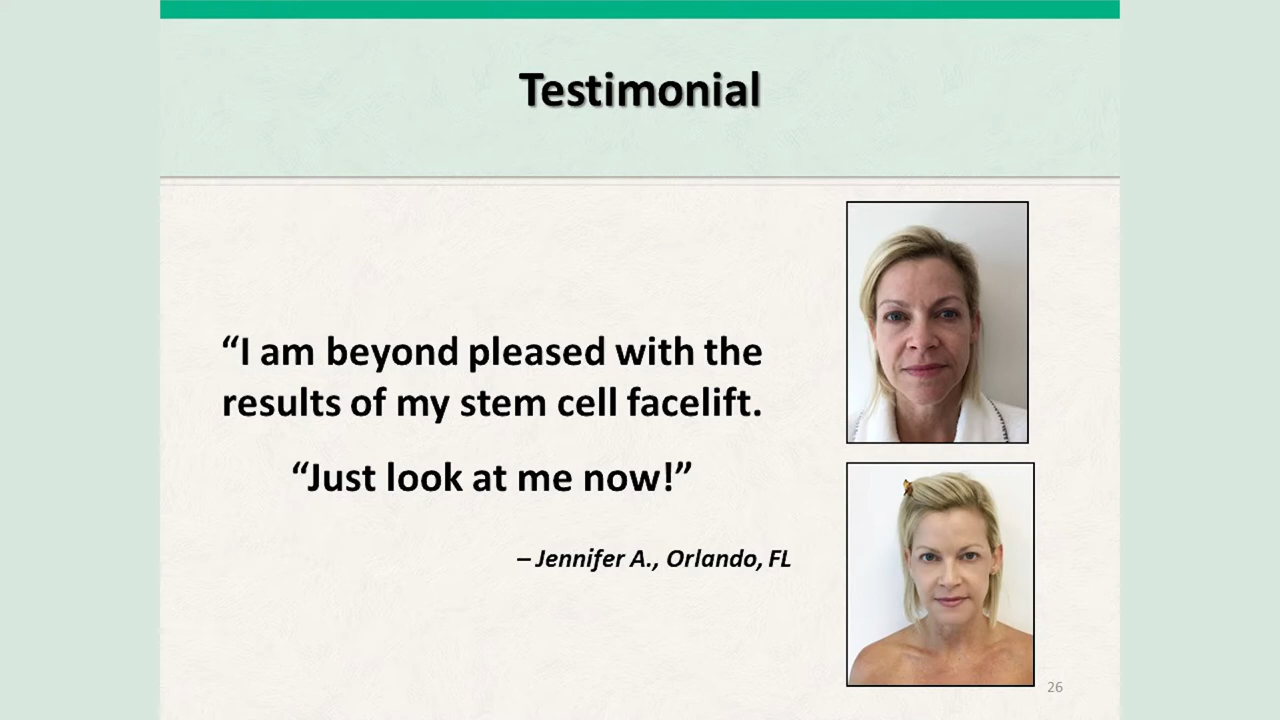 Testimonial
“I am beyond pleased with the
results of my stem cell facelift.
“Just look at me now!”
– Jennifer A., Orlando, FL
26